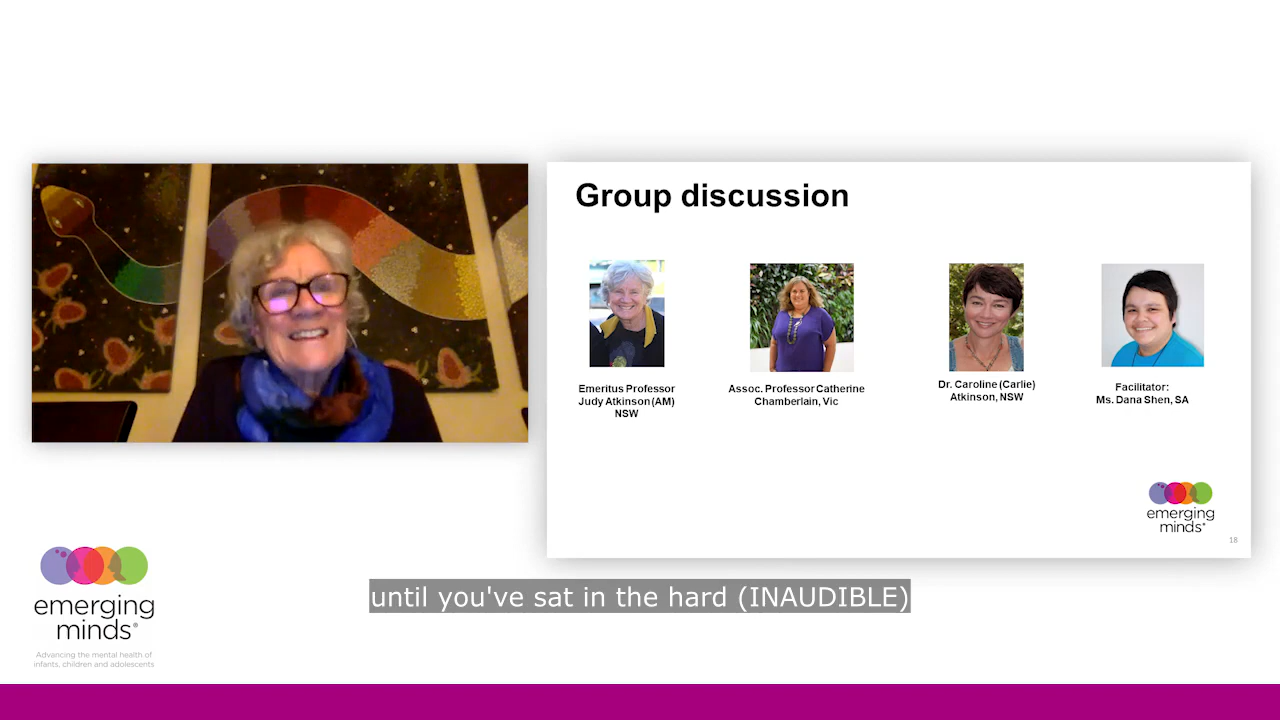 Group discussion
Emeritus Professor
Judy Atkinson (AM)
NSW
Assoc. Professor Catherine
Chamberlain, Vic
Dr. Caroline (Carlie)
Atkinson, NSW
Facilitator:
Ms. Dana Shen, SA
emerging
minds®
18
until you've sat in the hard (INAUDIBLE)
emerging
minds®
Advancing the mental health of
infants, children and adolescents